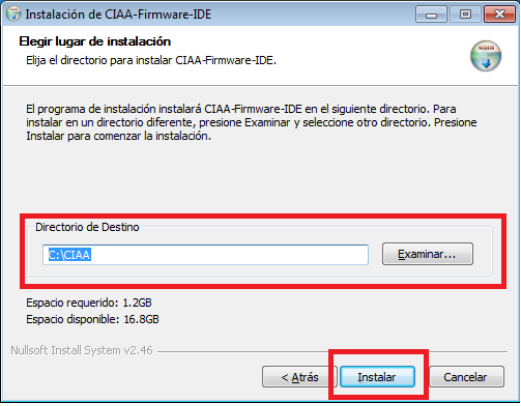 Instalación de CIAA-Firmware-IDE
Elegir lugar de instalación
Elija el directorio para instalar CIAA-Firmware-IDE.
El programa de instalación instalará CIAA-Firmware-IDE en el siguiente directorio. Para
instalar en un directorio diferente, presione Examinar y seleccione otro directorio. Presione
Instalar para comenzar la instalación.
Directorio de Destino
C:\CIAA
Examinar...
Espacio requerido: 1.2GB
Espacio disponible: 16.8GB
Nullsoft Install System v2.46
< Atrás
Instalar
Cancelar